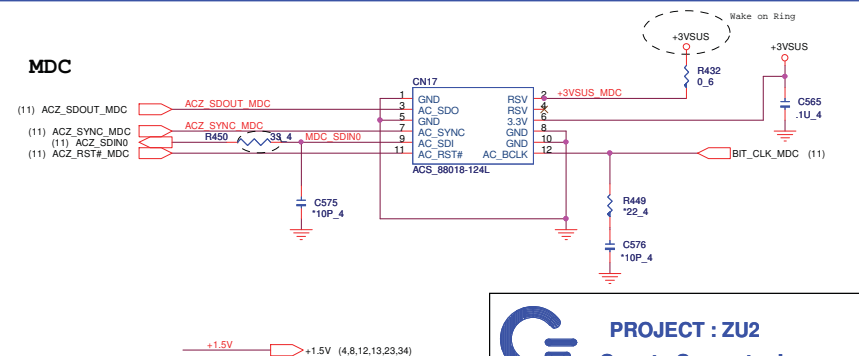 Wake on Ring
+3VSUS
+3VSUS
MDC
R432
0_6
CN17
C565
.1U_4
1 GND RSV 2 +3VSUS_MDC
(11) ACZ_SDOUT_MDC ACZ_SDOUT_MDC 3 AC_SDO RSV 4
5 GND 3.3V 6
(11) ACZ_SYNC_MDC ACZ_SYNC_MDC 7 AC_SYNC GND 8
(11) ACZ_SDIN0 R450 33_4 MDC_SDIN0 9 AC_SDI GND 10
(11) ACZ_RST#_MDC 11 AC_RST# AC_BCLK 12 BIT_CLK_MDC (11)
ACS_88018-124L
C575
*10P_4
R449
*22_4
C576
*10P_4
PROJECT : ZU2
+1.5V +1.5V (4,8,12,13,23,34)